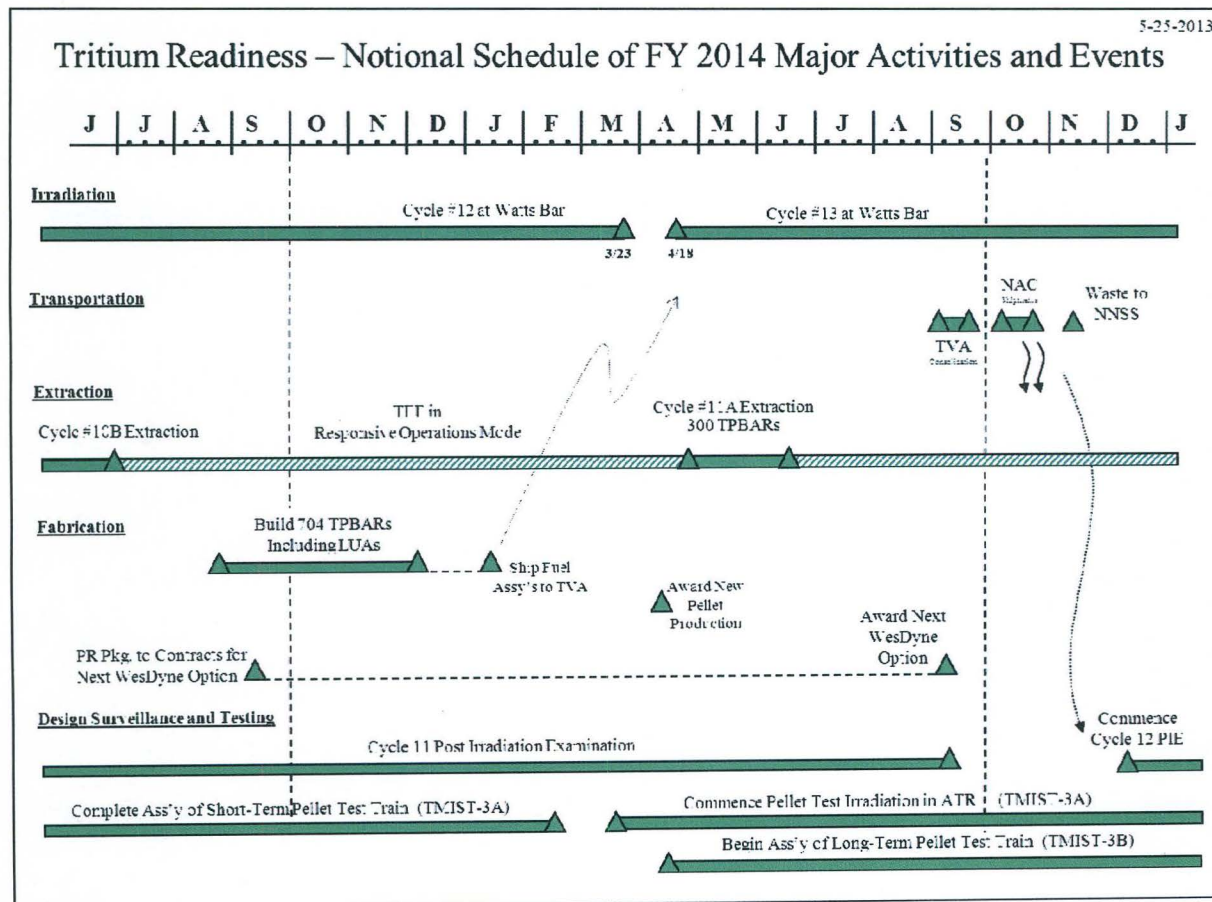 5-25-2013
Tritium Readiness – Notional Schedule of FY 2014 Major Activities and Events
J J A S O N D J F M A M J J A S O N D J
Irradiation
Cycle #12 at Watts Bar
Cycle #13 at Watts Bar
3/23
4/18
Transportation
NAC
Shipments
Waste to
NNSS
TVA
Consolidation
Extraction
Cycle #10B Extraction
TEF in
Responsive Operations Mode
Cycle #11A Extraction
300 TPBARs
Fabrication
Build 704 TPBARs
Including LUAs
Ship Fuel
Ass'y's to TVA
Award New
Pellet
Production
Award Next
WesDyne
Option
PR Pkg. to Contracts for
Next WesDyne Option
Design Surveillance and Testing
Cycle 11 Post Irradiation Examination
Commence
Cycle 12 PIE
Complete Ass'y of Short-Term Pellet Test Train (TMIST-3A)
Commence Pellet Test Irradiation in ATR (TMIST-3A)
Begin Ass'y of Long-Term Pellet Test Train (TMIST-3B)